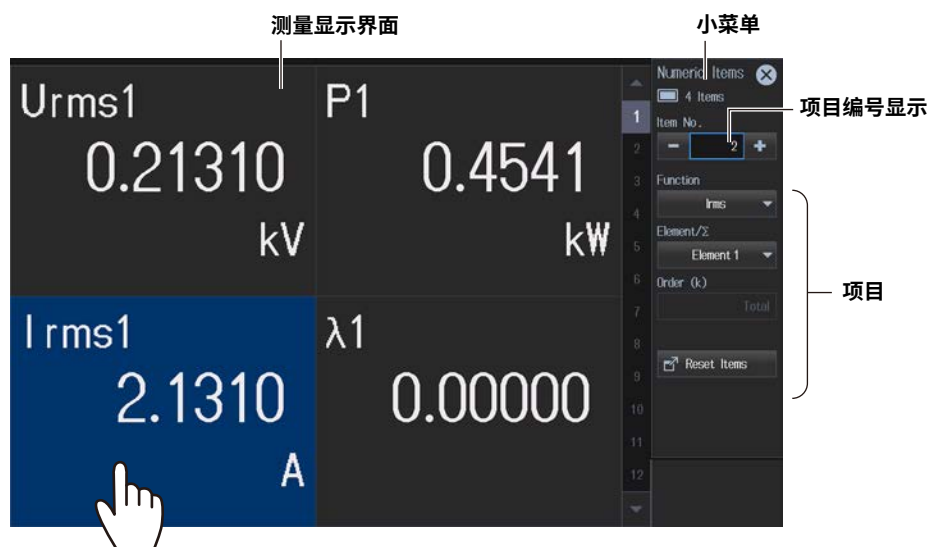 测量显示界面
小菜单
Urms1
0.21310
kV
P1
0.4541
kW
Irms1
2.1310
A
λ1
0.00000
1
2
3
4
5
6
7
8
9
10
11
12
Numeric Items
4 Items
Item No.
2
Function
Irms
Element/Σ
Element 1
Order (k)
Total
Reset Items
项目编号显示
项目